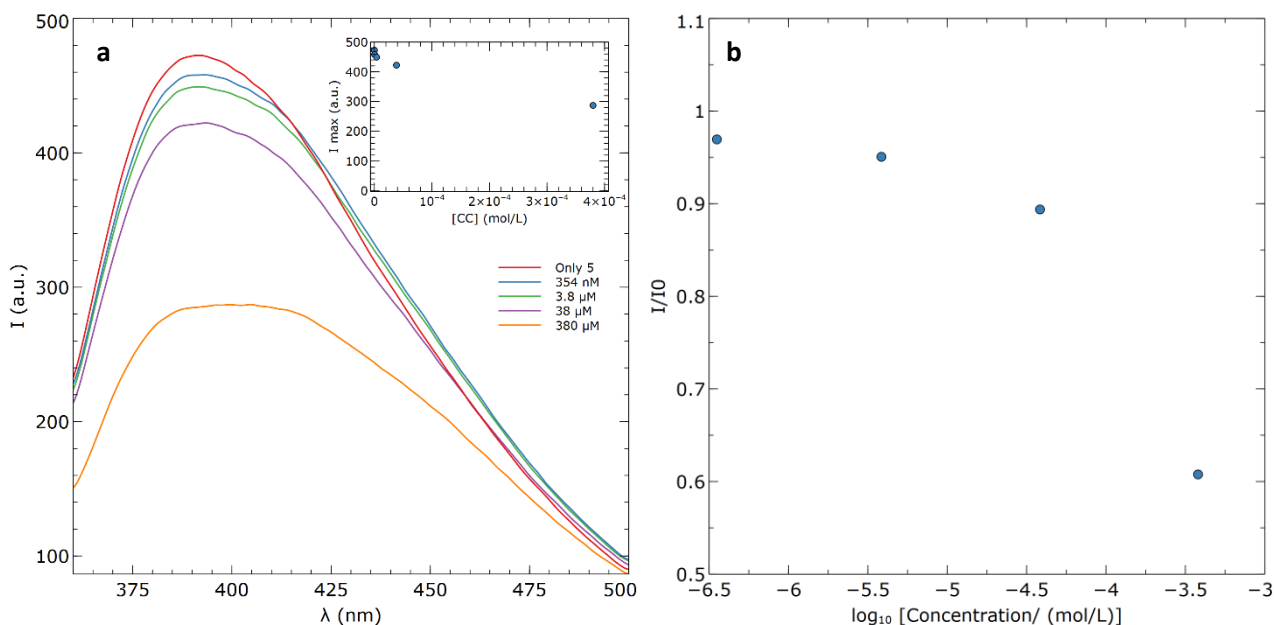 a
500
400
300
200
100
375
400
425
450
475
500
λ (nm)
I (a.u.)
500
400
300
200
100
0
0
10⁻⁴
2×10⁻⁴
3×10⁻⁴
4×10⁻⁴
[CC] (mol/L)
I max (a.u.)
Only 5
354 nM
3.8 μM
38 μM
380 μM
b
1.1
1
0.9
0.8
0.7
0.6
0.5
−6.5
−6
−5.5
−5
−4.5
−4
−3.5
−3
log₁₀ [Concentration/ (mol/L)]
I/I0